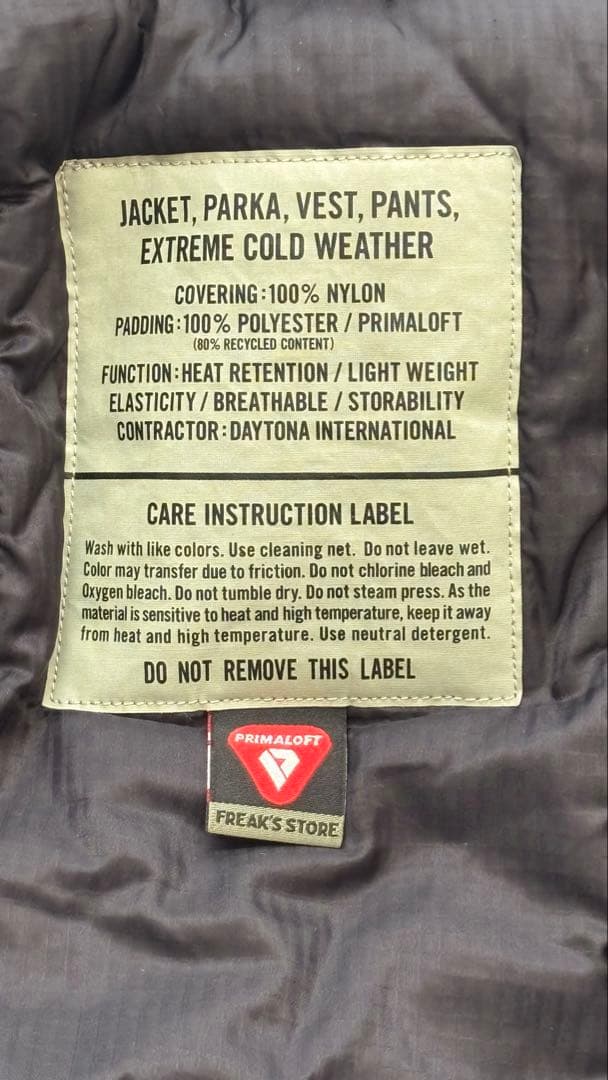 JACKET, PARKA, VEST, PANTS,
EXTREME COLD WEATHER
COVERING:100% NYLON
PADDING:100% POLYESTER / PRIMALOFT
(80% RECYCLED CONTENT)
FUNCTION:HEAT RETENTION / LIGHT WEIGHT
ELASTICITY / BREATHABLE / STORABILITY
CONTRACTOR:DAYTONA INTERNATIONAL
CARE INSTRUCTION LABEL
Wash with like colors. Use cleaning net. Do not leave wet.
Color may transfer due to friction. Do not chlorine bleach and
Oxygen bleach. Do not tumble dry. Do not steam press. As the
material is sensitive to heat and high temperature, keep it away
from heat and high temperature. Use neutral detergent.
DO NOT REMOVE THIS LABEL
PRIMALOFT
FREAK'S STORE